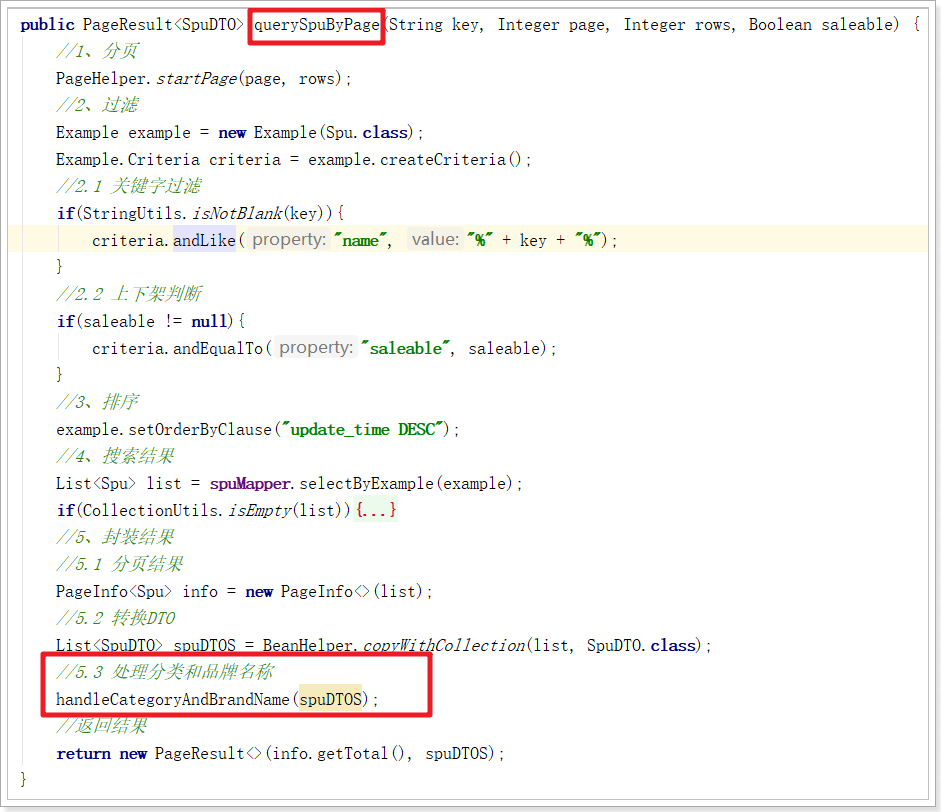 public PageResult<SpuDTO> querySpuByPage(String key, Integer page, Integer rows, Boolean saleable) {
//1、分页
PageHelper.startPage(page, rows);
//2、过滤
Example example = new Example(Spu.class);
Example.Criteria criteria = example.createCriteria();
//2.1 关键字过滤
if(StringUtils.isNotBlank(key)){
criteria.andLike( property: "name", value: "%" + key + "%");
}
//2.2 上下架判断
if(saleable != null){
criteria.andEqualTo( property: "saleable", saleable);
}
//3、排序
example.setOrderByClause("update_time DESC");
//4、搜索结果
List<Spu> list = spuMapper.selectByExample(example);
if(CollectionUtils.isEmpty(list)){...}
//5、封装结果
//5.1 分页结果
PageInfo<Spu> info = new PageInfo<>(list);
//5.2 转换DTO
List<SpuDTO> spuDTOS = BeanHelper.copyWithCollection(list, SpuDTO.class);
//5.3 处理分类和品牌名称
handleCategoryAndBrandName(spuDTOS);
//返回结果
return new PageResult<>(info.getTotal(), spuDTOS);
}